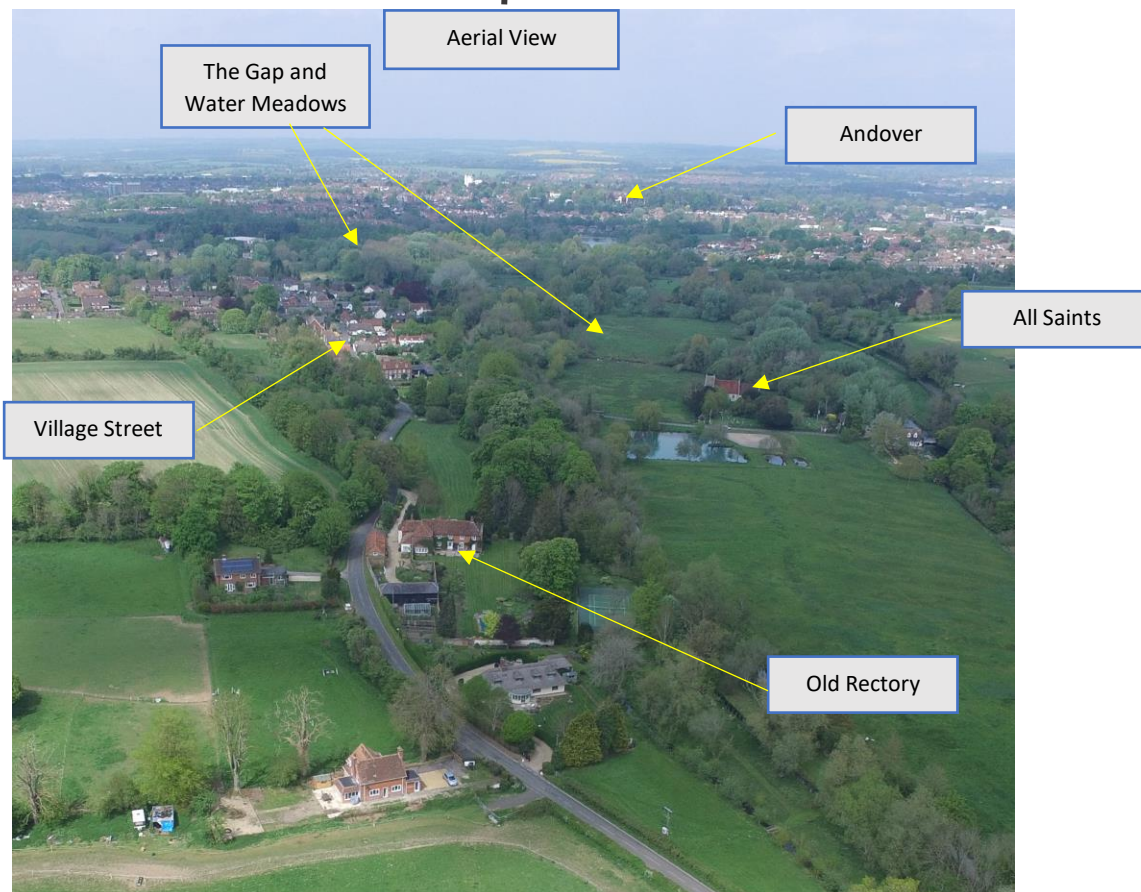 Aerial View
The Gap and
Water Meadows
Andover
All Saints
Village Street
Old Rectory